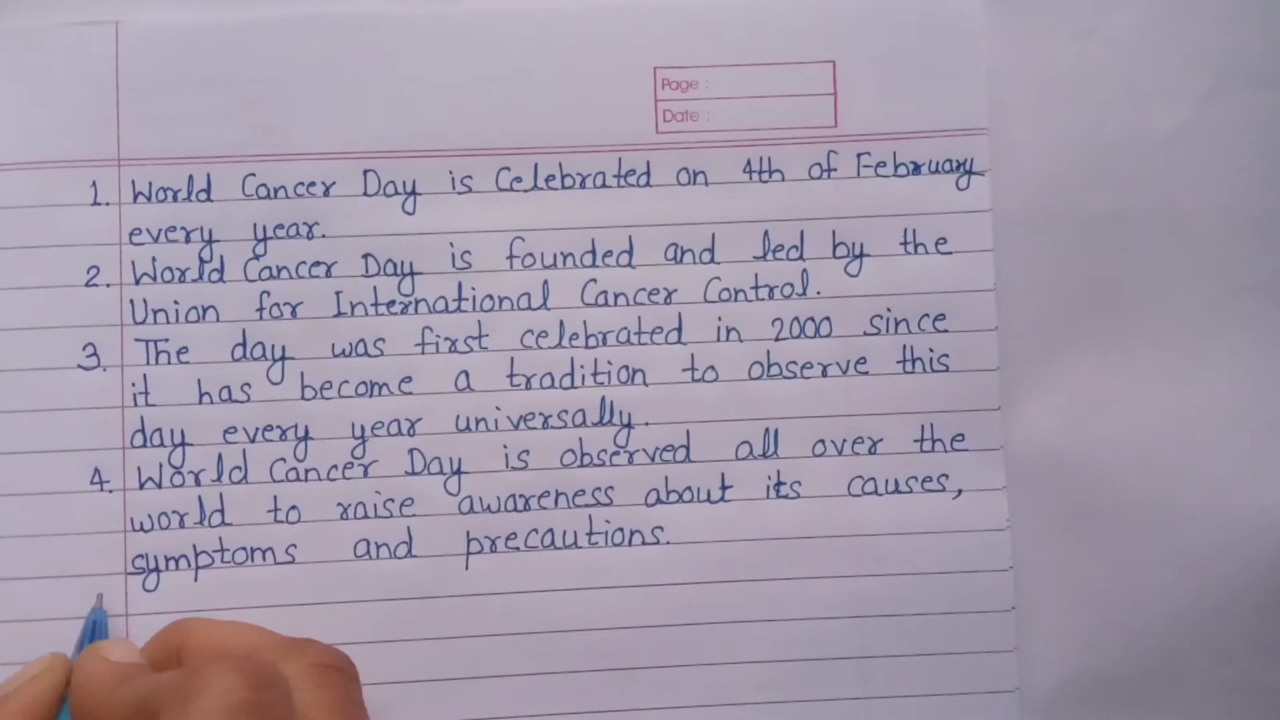 Page :
Date :
1. World Cancer Day is Celebrated on 4th of February
every year.
2. World Cancer Day is founded and led by the
Union for International Cancer Control.
3. The day was first celebrated in 2000 since
it has become a tradition to observe this
day every year universally.
4. World Cancer Day is observed all over the
world to raise awareness about its causes,
symptoms and precautions.